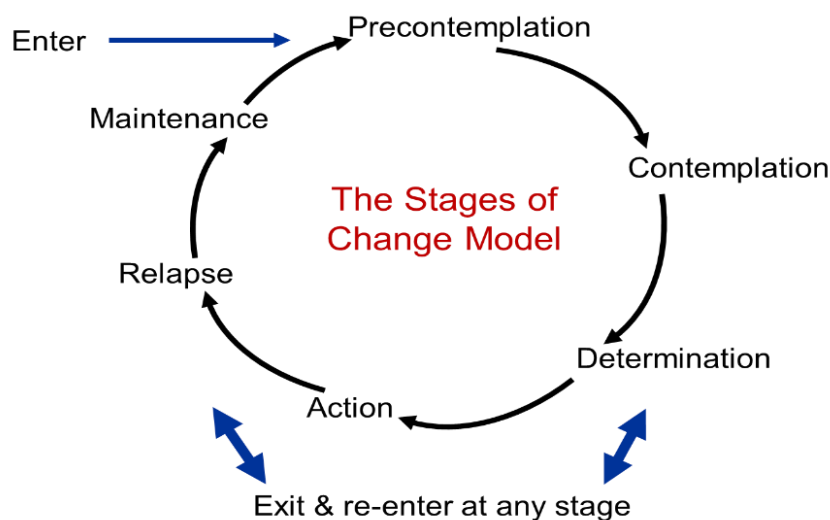 Enter
Precontemplation
Maintenance
Contemplation
The Stages of
Change Model
Relapse
Determination
Action
Exit & re-enter at any stage